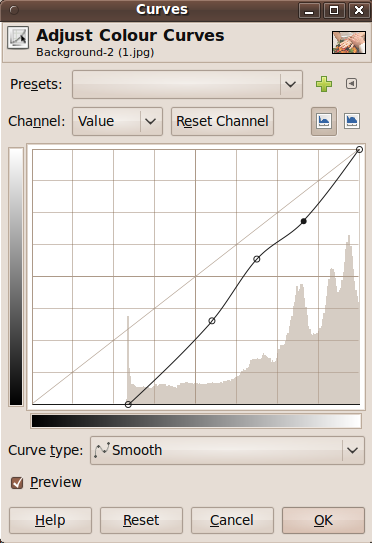 Curves
Adjust Colour Curves
Background-2 (1.jpg)
Presets:
Channel: Value Reset Channel
Curve type: Smooth
Preview
Help Reset Cancel OK